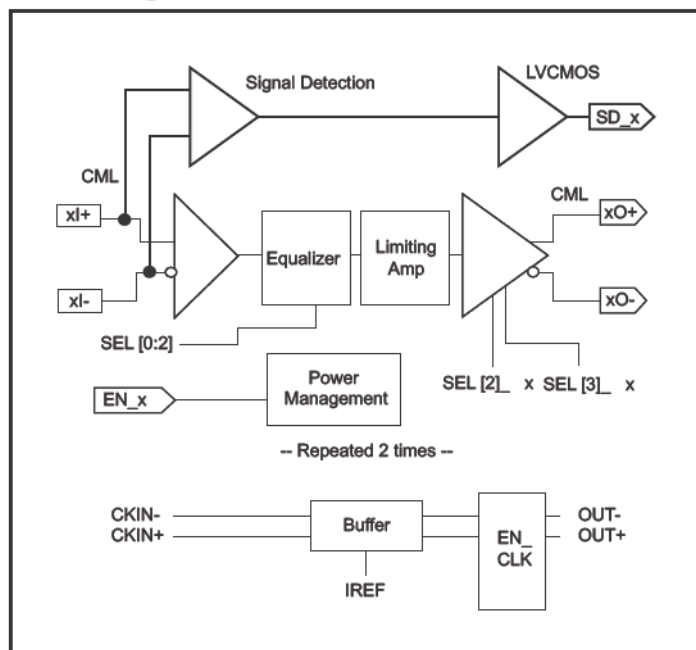 LVCMOS
Signal Detection
SD_x
CML
CML
xI+
xO+
Equalizer
Limiting
Amp
xI-
xO-
SEL [0:2]
SEL [2]_ x SEL [3]_ x
Power
Management
EN_x
-- Repeated 2 times --
CKIN-
OUT-
CKIN+
Buffer
OUT+
EN_
CLK
IREF